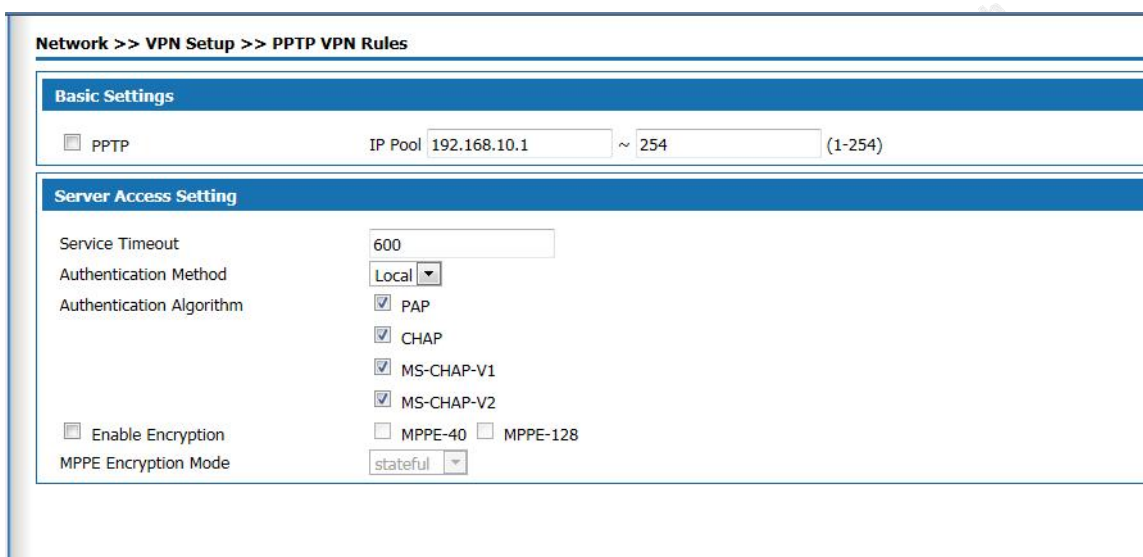 Network >> VPN Setup >> PPTP VPN Rules
Basic Settings
PPTP IP Pool 192.168.10.1 ~ 254 (1-254)
Server Access Setting
Service Timeout 600
Authentication Method Local
Authentication Algorithm PAP
CHAP
MS-CHAP-V1
MS-CHAP-V2
Enable Encryption MPPE-40 MPPE-128
MPPE Encryption Mode stateful